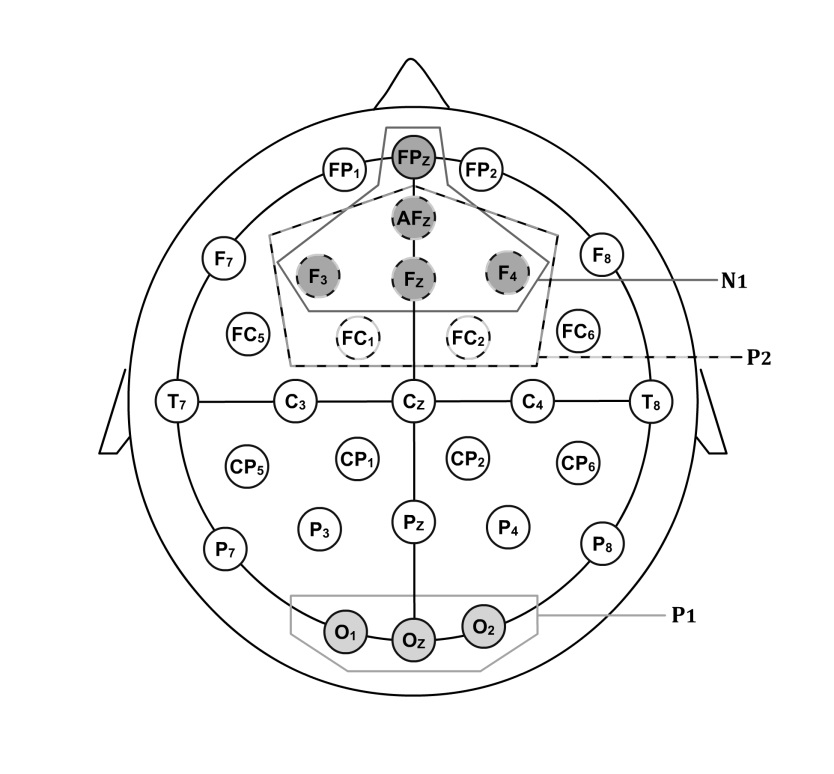 FPZ
FP1 FP2
AFZ
F7 F8
F3 FZ F4
N1
FC5 FC1 FC2 FC6
P2
T7 C3 CZ C4 T8
CP5 CP1 CP2 CP6
P3 PZ P4
P7 P8
P1
O1 OZ O2